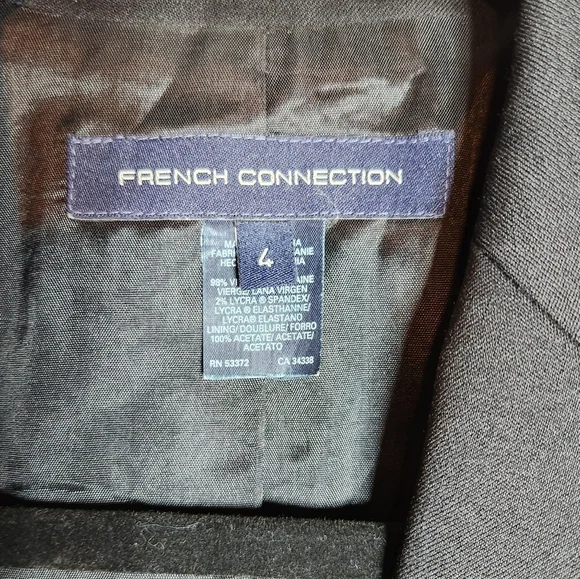 FRENCH CONNECTION
4
98%
VIERGE/LANA VIRGEN
2% LYCRA ® SPANDEX/
LYCRA ® ELASTHANNE/
LYCRA® ELASTANO
LINING/DOUBLURE/FORRO
100% ACETATE/ACETATE/
ACETATO
RN 53372 CA 34338